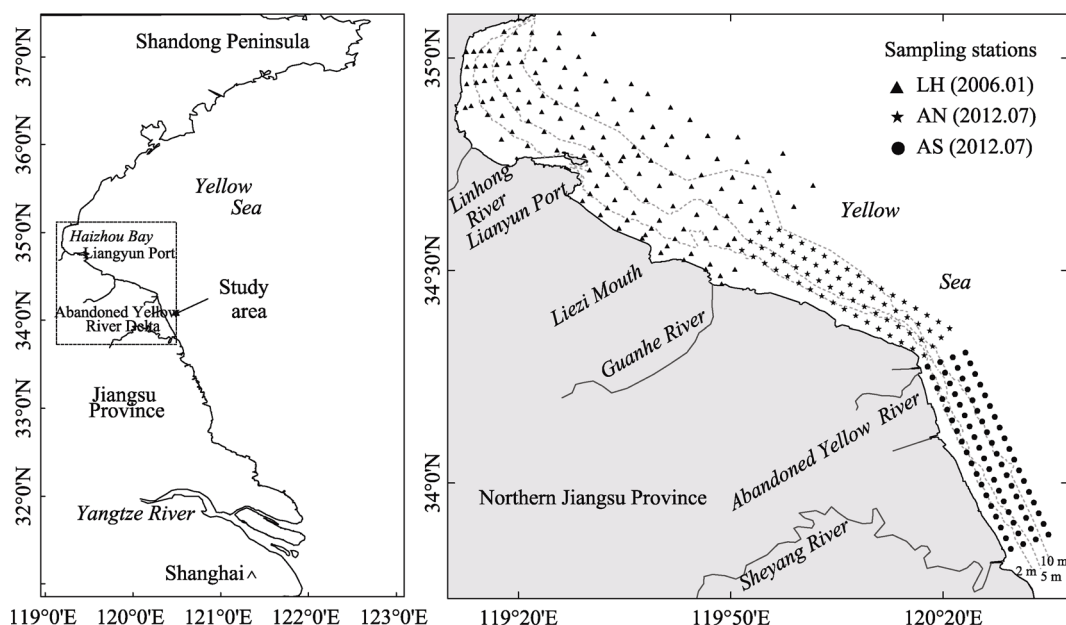 Shandong Peninsula
Yellow
Sea
Haizhou Bay
Liangyun Port
Study
area
Abandoned Yellow
River Delta
Jiangsu
Province
Yangtze River
Shanghai
37°0'N
36°0'N
35°0'N
34°0'N
33°0'N
32°0'N
119°0'E
120°0'E
121°0'E
122°0'E
123°0'E
Sampling stations
LH (2006.01)
AN (2012.07)
AS (2012.07)
Linhong
River
Lianyun Port
Yellow
Sea
Liezi Mouth
Guanhe River
Abandoned Yellow River
Northern Jiangsu Province
Sheyang River
2 m
5 m
10 m
35°0'N
34°30'N
34°0'N
119°20'E
119°50'E
120°20'E